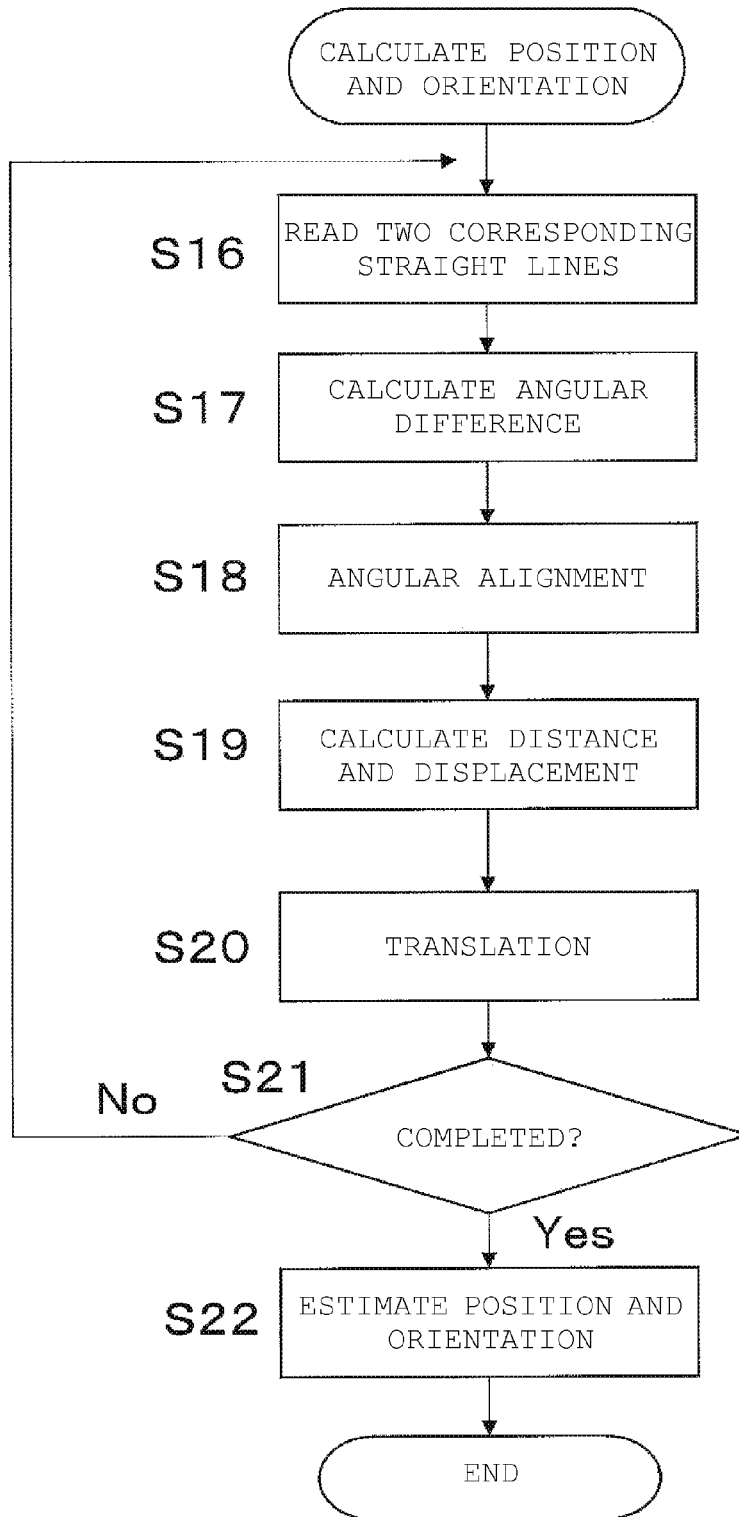 CALCULATE POSITION
AND ORIENTATION
S16
READ TWO CORRESPONDING
STRAIGHT LINES
S17
CALCULATE ANGULAR
DIFFERENCE
S18
ANGULAR ALIGNMENT
S19
CALCULATE DISTANCE
AND DISPLACEMENT
S20
TRANSLATION
S21
No
COMPLETED?
Yes
S22
ESTIMATE POSITION AND
ORIENTATION
END